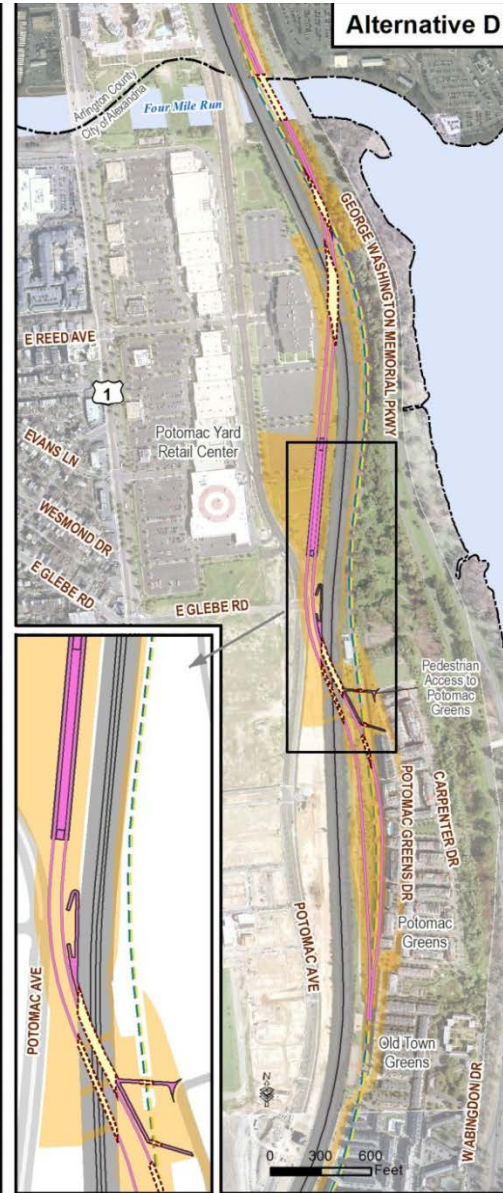 Alternative D
Arlington County
City of Alexandria
Four Mile Run
GEORGE WASHINGTON MEMORIAL PKWY
E REED AVE
1
EVANS LN
Potomac Yard
Retail Center
WESMOND DR
E GLEBE RD
E GLEBE RD
Pedestrian
Access to
Potomac
Greens
CARPENTER DR
POTOMAC GREENS DR
POTOMAC AVE
Potomac
Greens
POTOMAC AVE
Old Town
Greens
W ABINGDON DR
N
0 300 600
Feet